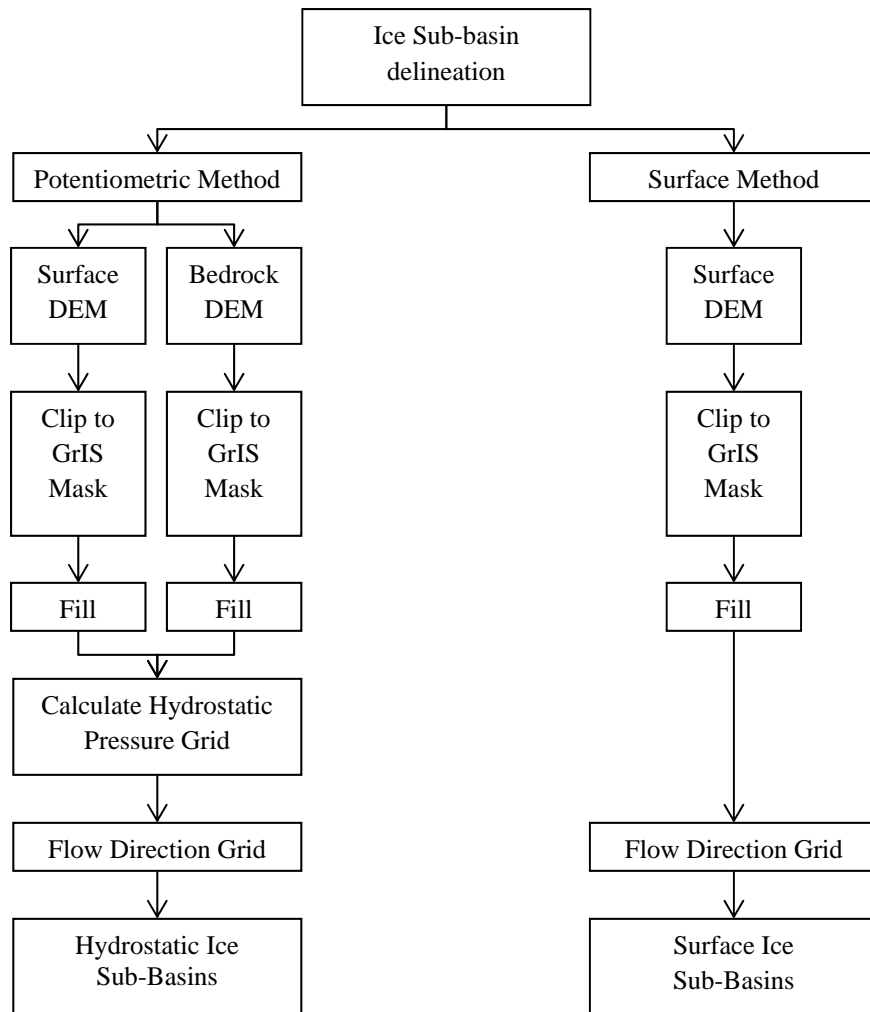 Ice Sub-basin
delineation
Potentiometric Method
Surface Method
Surface
DEM
Bedrock
DEM
Surface
DEM
Clip to
GrIS
Mask
Clip to
GrIS
Mask
Clip to
GrIS
Mask
Fill
Fill
Fill
Calculate Hydrostatic
Pressure Grid
Flow Direction Grid
Flow Direction Grid
Hydrostatic Ice
Sub-Basins
Surface Ice
Sub-Basins